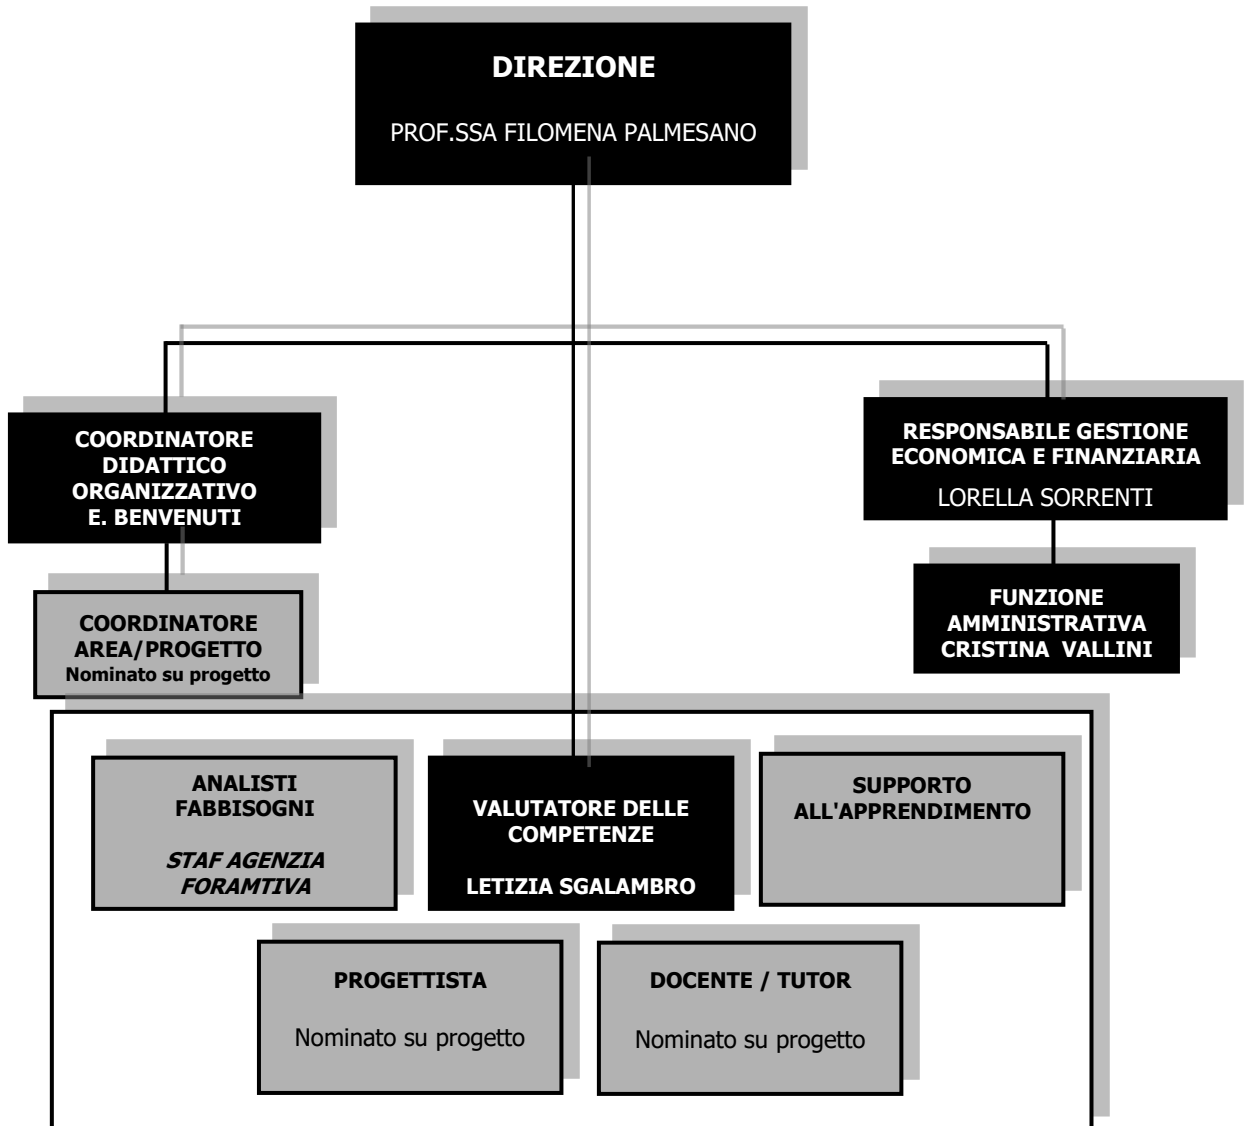 DIREZIONE
PROF.SSA FILOMENA PALMESANO
COORDINATORE
DIDATTICO
ORGANIZZATIVO
E. BENVENUTI
RESPONSABILE GESTIONE
ECONOMICA E FINANZIARIA
LORELLA SORRENTI
COORDINATORE
AREA/PROGETTO
Nominato su progetto
FUNZIONE
AMMINISTRATIVA
CRISTINA VALLINI
ANALISTI
FABBISOGNI
STAF AGENZIA
FORAMTIVA
VALUTATORE DELLE
COMPETENZE
LETIZIA SGALAMBRO
SUPPORTO
ALL'APPRENDIMENTO
PROGETTISTA
Nominato su progetto
DOCENTE / TUTOR
Nominato su progetto